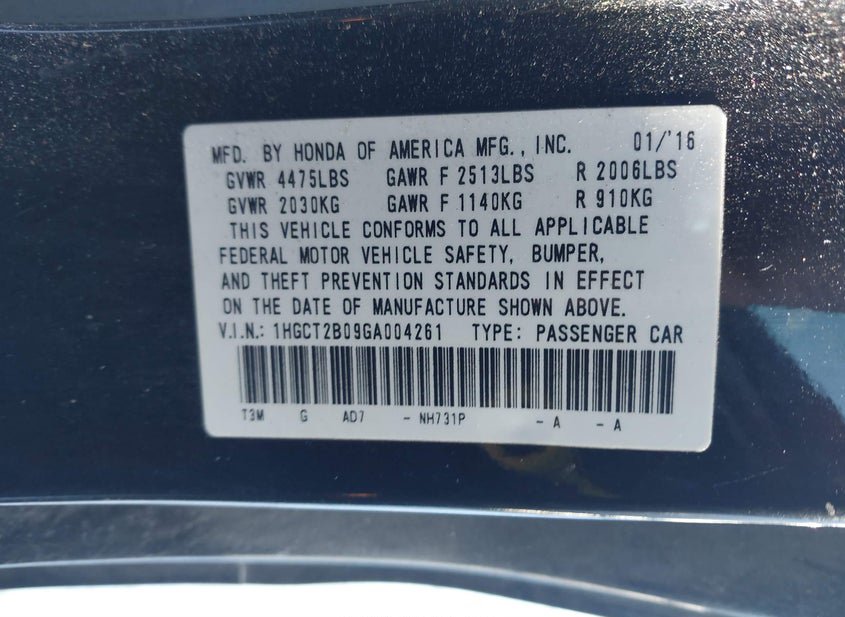 MFD. BY HONDA OF AMERICA MFG., INC. 01/'16
GVWR 4475LBS GAWR F 2513LBS R 2006LBS
GVWR 2030KG GAWR F 1140KG R 910KG
THIS VEHICLE CONFORMS TO ALL APPLICABLE
FEDERAL MOTOR VEHICLE SAFETY, BUMPER,
AND THEFT PREVENTION STANDARDS IN EFFECT
ON THE DATE OF MANUFACTURE SHOWN ABOVE.
V.I.N.: 1HGCT2B09GA004261 TYPE: PASSENGER CAR
T3M G AD7 - NH731P - A - A